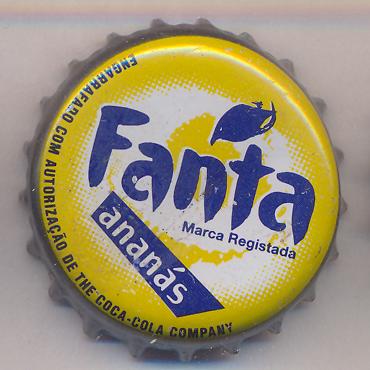 Fanta
Marca Registada
ananás
ENGARRAFADO COM AUTORIZAÇÃO DE THE COCA-COLA COMPANY